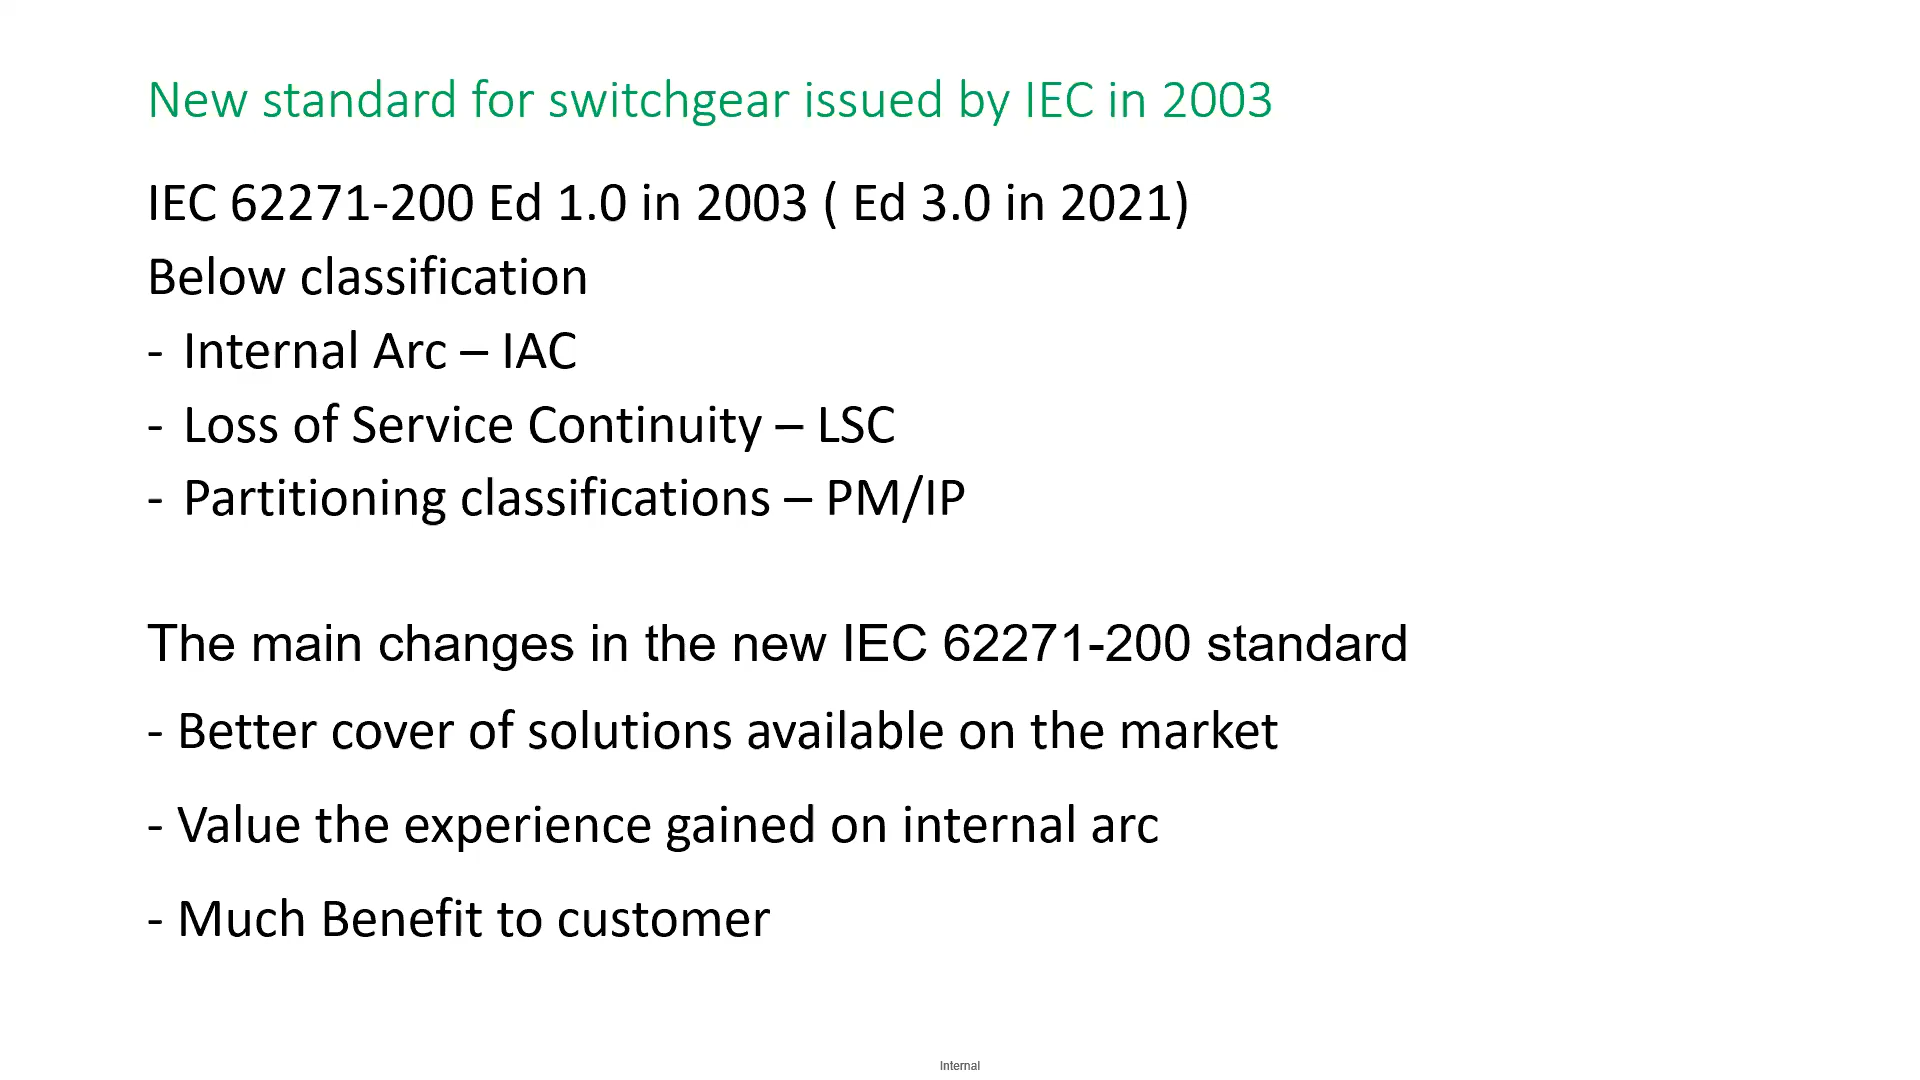 New standard for switchgear issued by IEC in 2003
IEC 62271-200 Ed 1.0 in 2003 ( Ed 3.0 in 2021)
Below classification
- Internal Arc – IAC
- Loss of Service Continuity – LSC
- Partitioning classifications – PM/IP
The main changes in the new IEC 62271-200 standard
- Better cover of solutions available on the market
- Value the experience gained on internal arc
- Much Benefit to customer
Internal